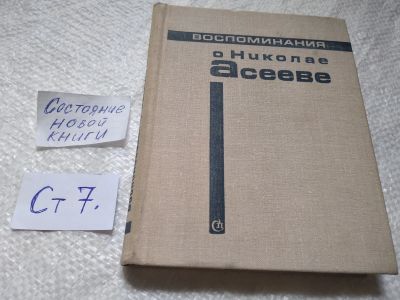 ВОСПОМИНАНИЯ
о Николае
Асееве
Состояние
новой
книги
Ст 7.